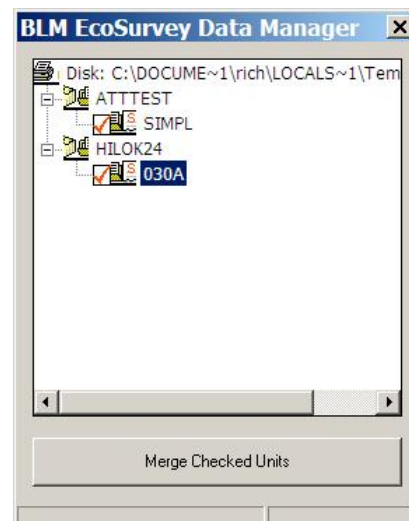 BLM EcoSurvey Data Manager
Disk: C:\DOCUME~1\rich\LOCALS~1\Tem
ATTTEST
SIMPL
HILOK24
030A
Merge Checked Units